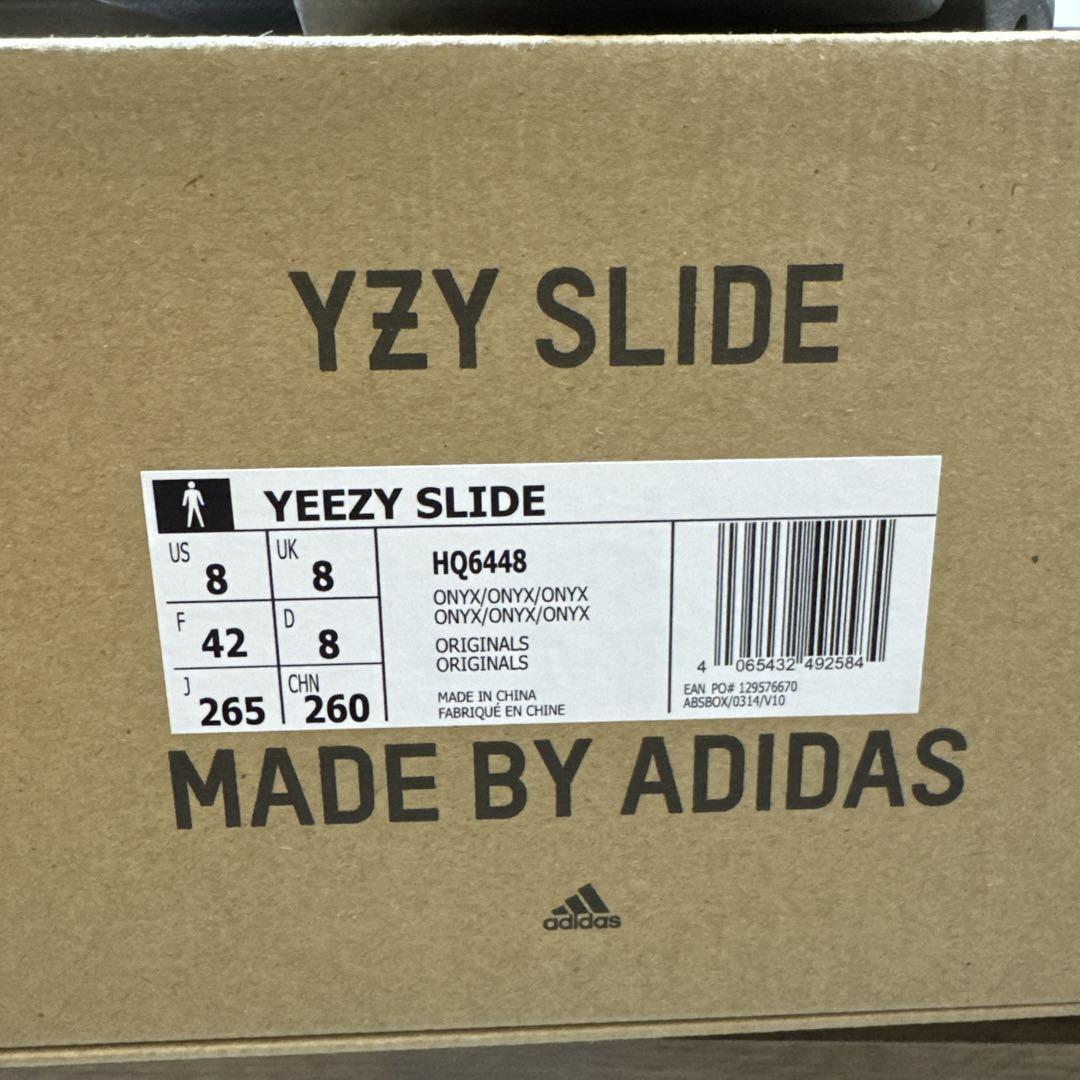 YZY SLIDE
YEEZY SLIDE
US 8 UK 8
F 42 D 8
J 265 CHN 260
HQ6448
ONYX/ONYX/ONYX
ONYX/ONYX/ONYX
ORIGINALS
ORIGINALS
MADE IN CHINA
FABRIQUÉ EN CHINE
4 065432 492584
EAN PO# 129576670
ABSBOX/0314/V10
MADE BY ADIDAS
adidas